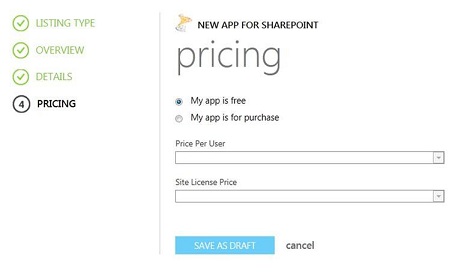 LISTING TYPE
OVERVIEW
DETAILS
4 PRICING
NEW APP FOR SHAREPOINT
pricing
My app is free
My app is for purchase
Price Per User
Site License Price
SAVE AS DRAFT cancel